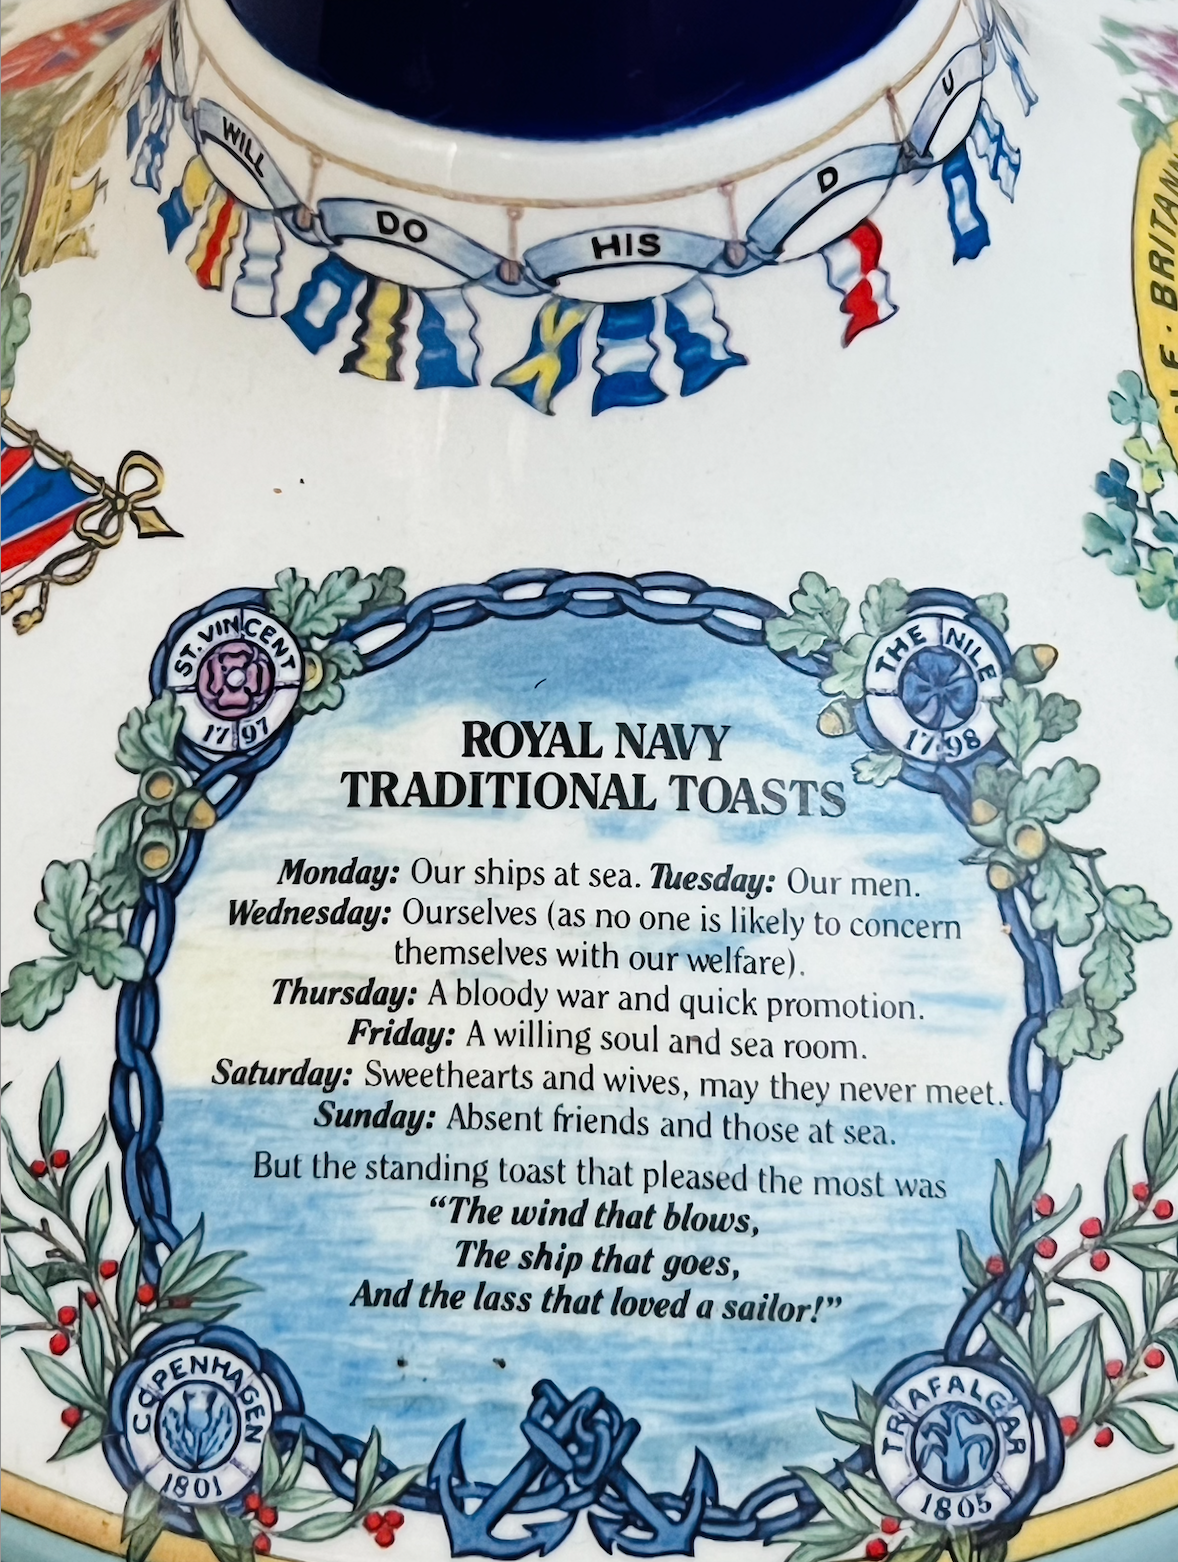 WILL
DO
HIS
D
U
BRITANN
ST. VINCENT
1797
THE NILE
1798
ROYAL NAVY
TRADITIONAL TOASTS
Monday: Our ships at sea. Tuesday: Our men.
Wednesday: Ourselves (as no one is likely to concern
themselves with our welfare).
Thursday: A bloody war and quick promotion.
Friday: A willing soul and sea room.
Saturday: Sweethearts and wives, may they never meet.
Sunday: Absent friends and those at sea.
But the standing toast that pleased the most was
“The wind that blows,
The ship that goes,
And the lass that loved a sailor!”
COPENHAGEN
1801
TRAFALGAR
1805